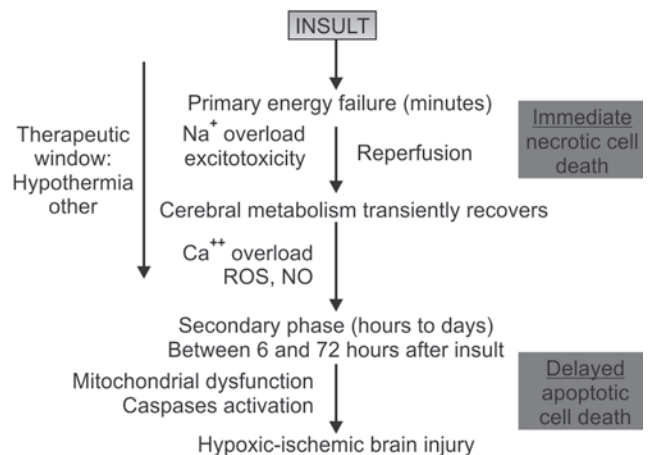 INSULT
Primary energy failure (minutes)
Na+ overload
excitotoxicity
Reperfusion
Immediate
necrotic cell
death
Therapeutic
window:
Hypothermia
other
Cerebral metabolism transiently recovers
Ca++ overload
ROS, NO
Secondary phase (hours to days)
Between 6 and 72 hours after insult
Mitochondrial dysfunction
Caspases activation
Delayed
apoptotic
cell death
Hypoxic-ischemic brain injury